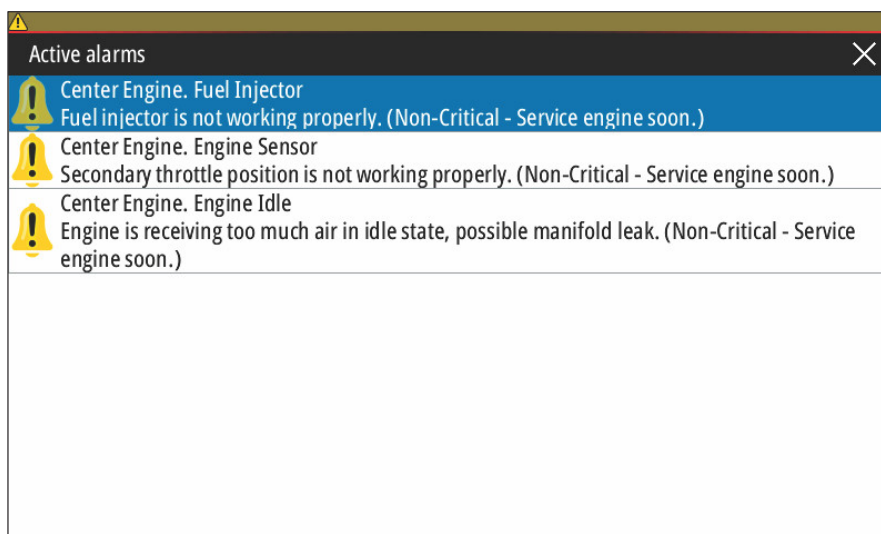 Active alarms
Center Engine. Fuel Injector
Fuel injector is not working properly. (Non-Critical - Service engine soon.)
Center Engine. Engine Sensor
Secondary throttle position is not working properly. (Non-Critical - Service engine soon.)
Center Engine. Engine Idle
Engine is receiving too much air in idle state, possible manifold leak. (Non-Critical - Service
engine soon.)